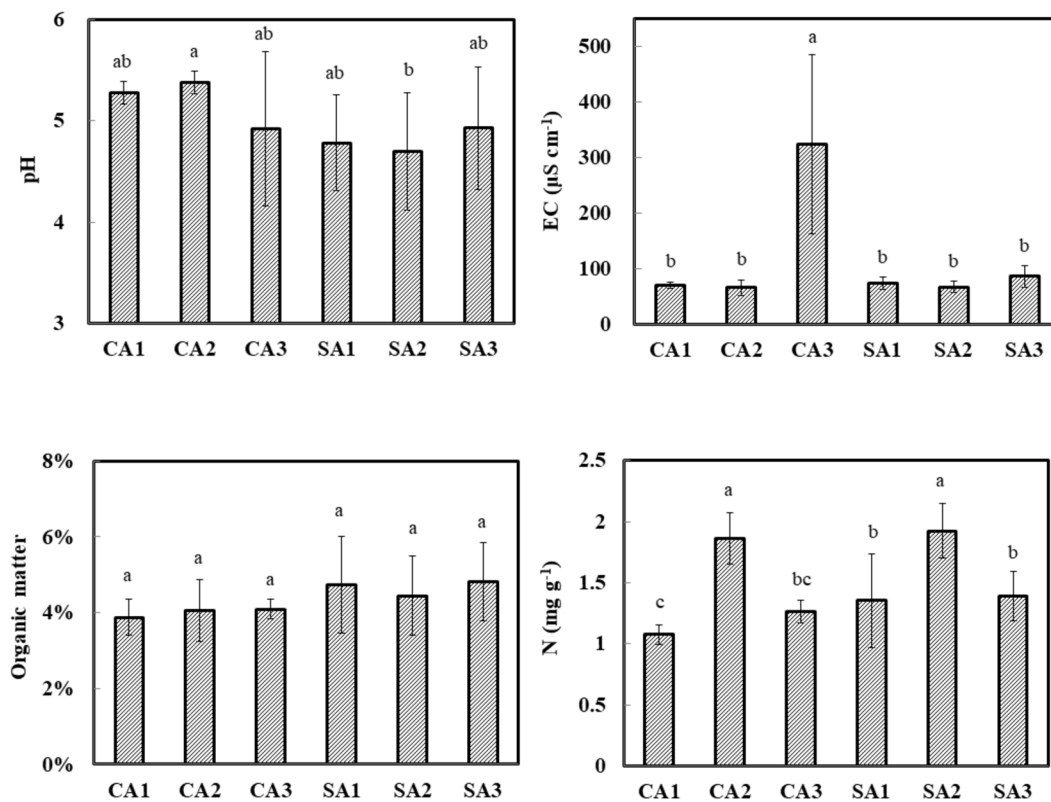 pH
6
5
4
3
ab
a
ab
ab
b
ab
CA1 CA2 CA3 SA1 SA2 SA3
EC (µS cm⁻¹)
500
400
300
200
100
0
b
b
a
b
b
b
CA1 CA2 CA3 SA1 SA2 SA3
Organic matter
8%
6%
4%
2%
0%
a
a
a
a
a
a
CA1 CA2 CA3 SA1 SA2 SA3
N (mg g⁻¹)
2.5
2
1.5
1
0.5
0
c
a
bc
b
a
b
CA1 CA2 CA3 SA1 SA2 SA3